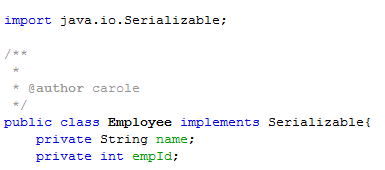 import java.io.Serializable;
/**
 *
 * @author carole
 */
public class Employee implements Serializable{
    private String name;
    private int empId;